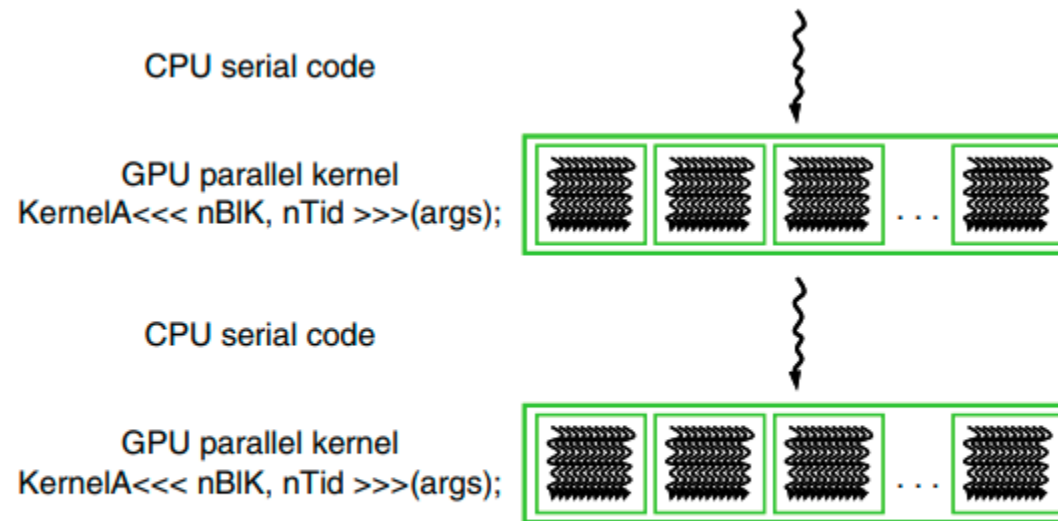 CPU serial code
GPU parallel kernel
KernelA<<< nBlK, nTid >>>(args);
. . .
CPU serial code
GPU parallel kernel
KernelA<<< nBlK, nTid >>>(args);
. . .